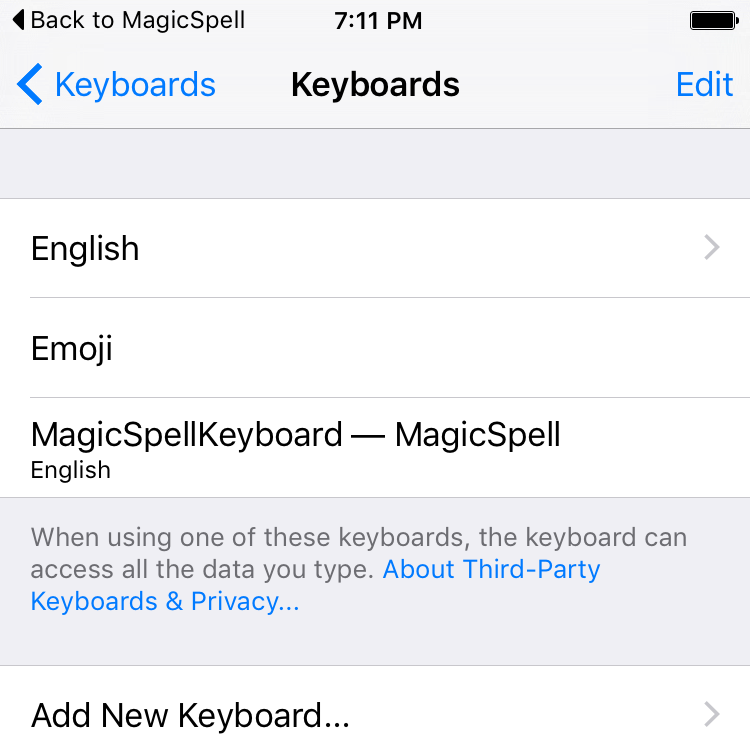 Back to MagicSpell 7:11 PM
Keyboards Keyboards Edit
English
Emoji
MagicSpellKeyboard — MagicSpell
English
When using one of these keyboards, the keyboard can
access all the data you type. About Third-Party
Keyboards & Privacy...
Add New Keyboard...